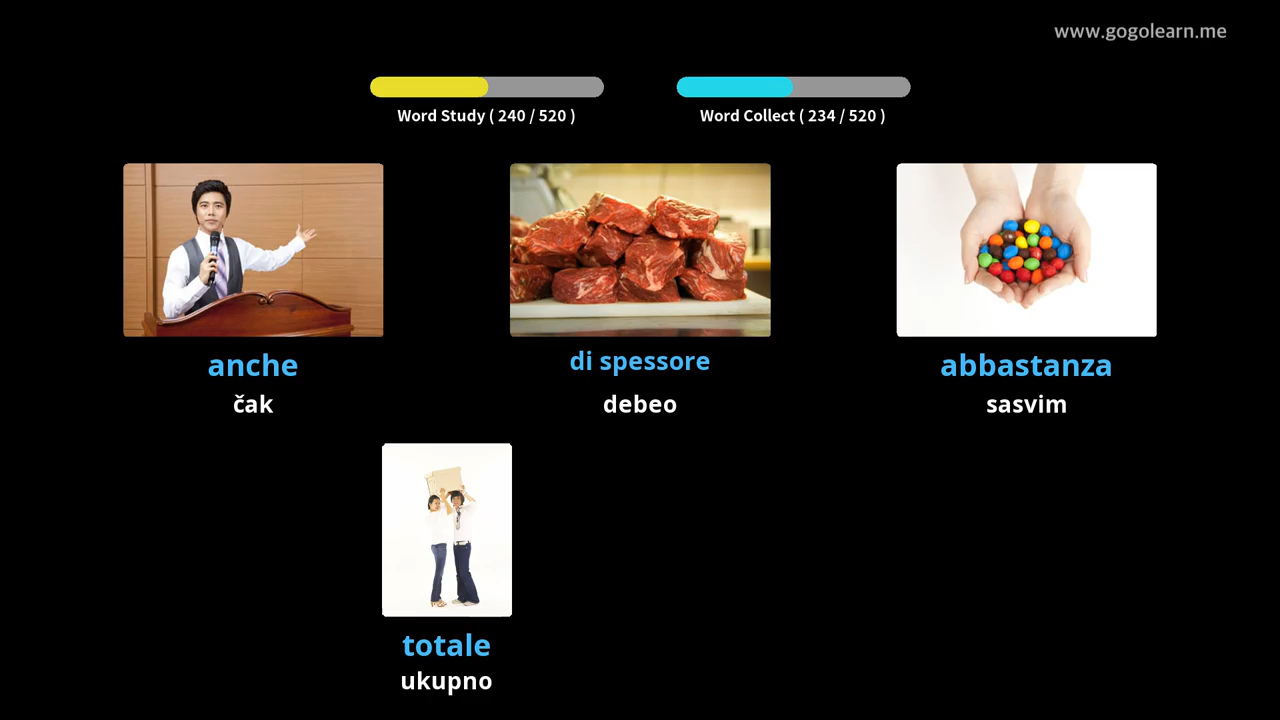 www.gogolearn.me
Word Study ( 240 / 520 )
Word Collect ( 234 / 520 )
anche
čak
di spessore
debeo
abbastanza
sasvim
totale
ukupno